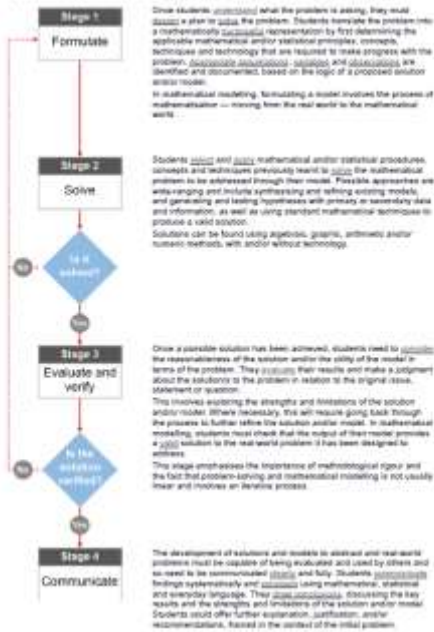 Stage 1
Formulate
Once students understand what the problem is asking, they must
design a plan to solve the problem. Students translate the problem into
a mathematically purposeful representation by first determining the
applicable mathematical and/or statistical principles, concepts,
techniques and technology that are required to make progress with the
problem. Appropriate assumptions, variables and observations are
identified and documented, based on the logic of a proposed solution
and/or model.
In mathematical modelling, formulating a model involves the process of
mathematisation — moving from the real world to the mathematical
world.
Stage 2
Solve
Students select and apply mathematical and/or statistical procedures,
concepts and techniques previously learnt to solve the mathematical
problem to be addressed through their model. Possible approaches are
wide-ranging and include synthesising and refining existing models,
and generating and testing hypotheses with primary or secondary data
and information, as well as using standard mathematical techniques to
produce a valid solution.
Solutions can be found using algebraic, graphic, arithmetic and/or
numeric methods, with and/or without technology.
Is it
solved?
No
Yes
Stage 3
Evaluate and
verify
Once a possible solution has been achieved, students need to consider
the reasonableness of the solution and/or the utility of the model in
terms of the problem. They evaluate their results and make a judgment
about the solution/s to the problem in relation to the original issue,
statement or question.
This involves exploring the strengths and limitations of the solution
and/or model. Where necessary, this will require going back through
the process to further refine the solution and/or model. In mathematical
modelling, students must check that the output of their model provides
a valid solution to the real-world problem it has been designed to
address.
This stage emphasises the importance of methodological rigour and
the fact that problem-solving and mathematical modelling is not usually
linear and involves an iterative process.
Is the
solution
verified?
No
Yes
Stage 4
Communicate
The development of solutions and models to abstract and real-world
problems must be capable of being evaluated and used by others and
so need to be communicated clearly and fully. Students communicate
findings systematically and concisely using mathematical, statistical
and everyday language. They draw conclusions, discussing the key
results and the strengths and limitations of the solution and/or model.
Students could offer further explanation, justification, and/or
recommendations, framed in the context of the initial problem.